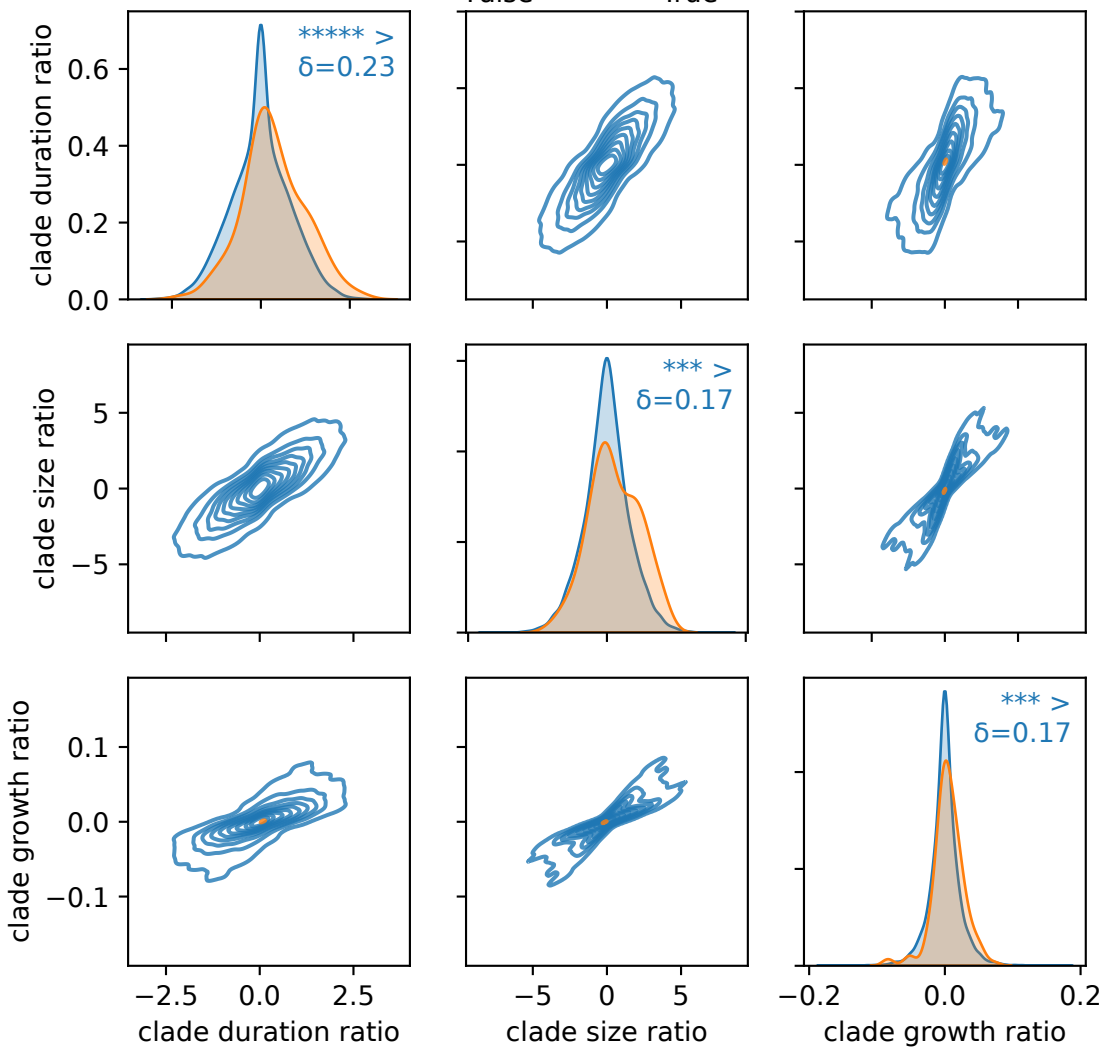 True
clade duration ratio
0.6
0.4
0.2
0.0
***** >
δ=0.23
clade size ratio
5
0
−5
*** >
δ=0.17
clade growth ratio
0.1
0.0
−0.1
*** >
δ=0.17
−2.5 0.0 2.5
−5 0 5
−0.2 0.0 0.2
clade duration ratio
clade size ratio
clade growth ratio